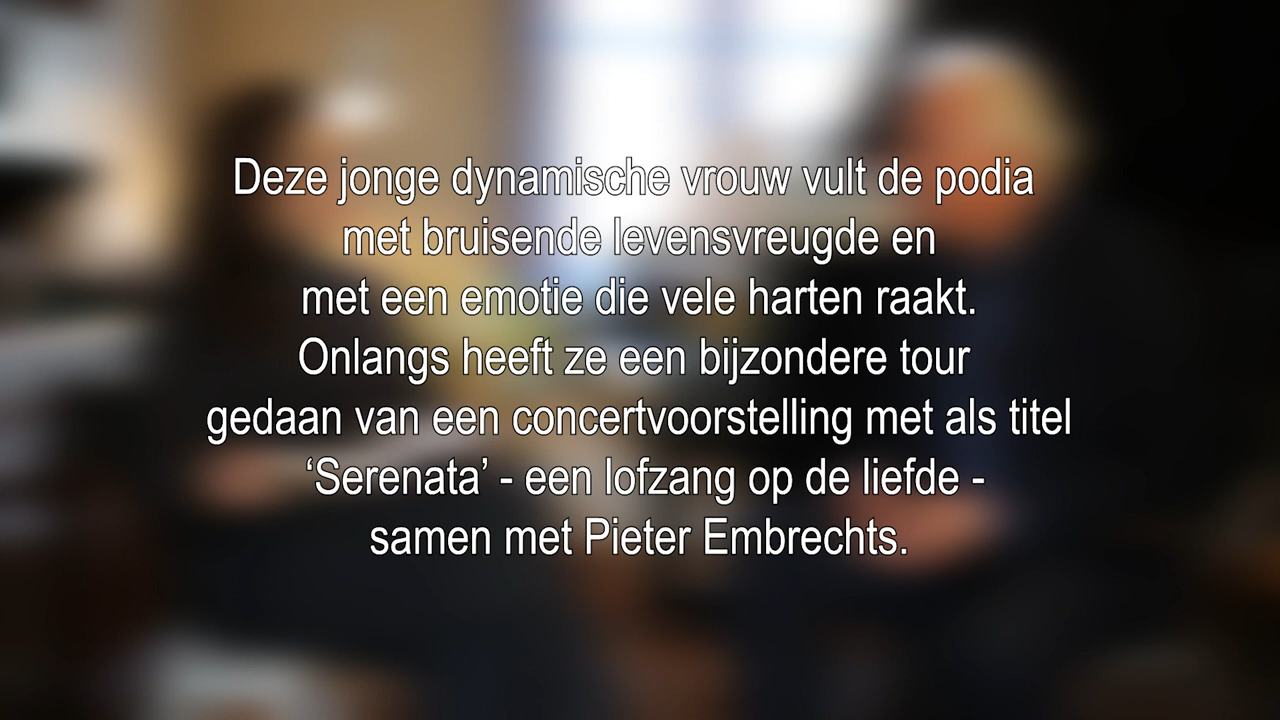 Deze jonge dynamische vrouw vult de podia
met bruisende levensvreugde en
met een emotie die vele harten raakt.
Onlangs heeft ze een bijzondere tour
gedaan van een concertvoorstelling met als titel
‘Serenata’ - een lofzang op de liefde -
samen met Pieter Embrechts.